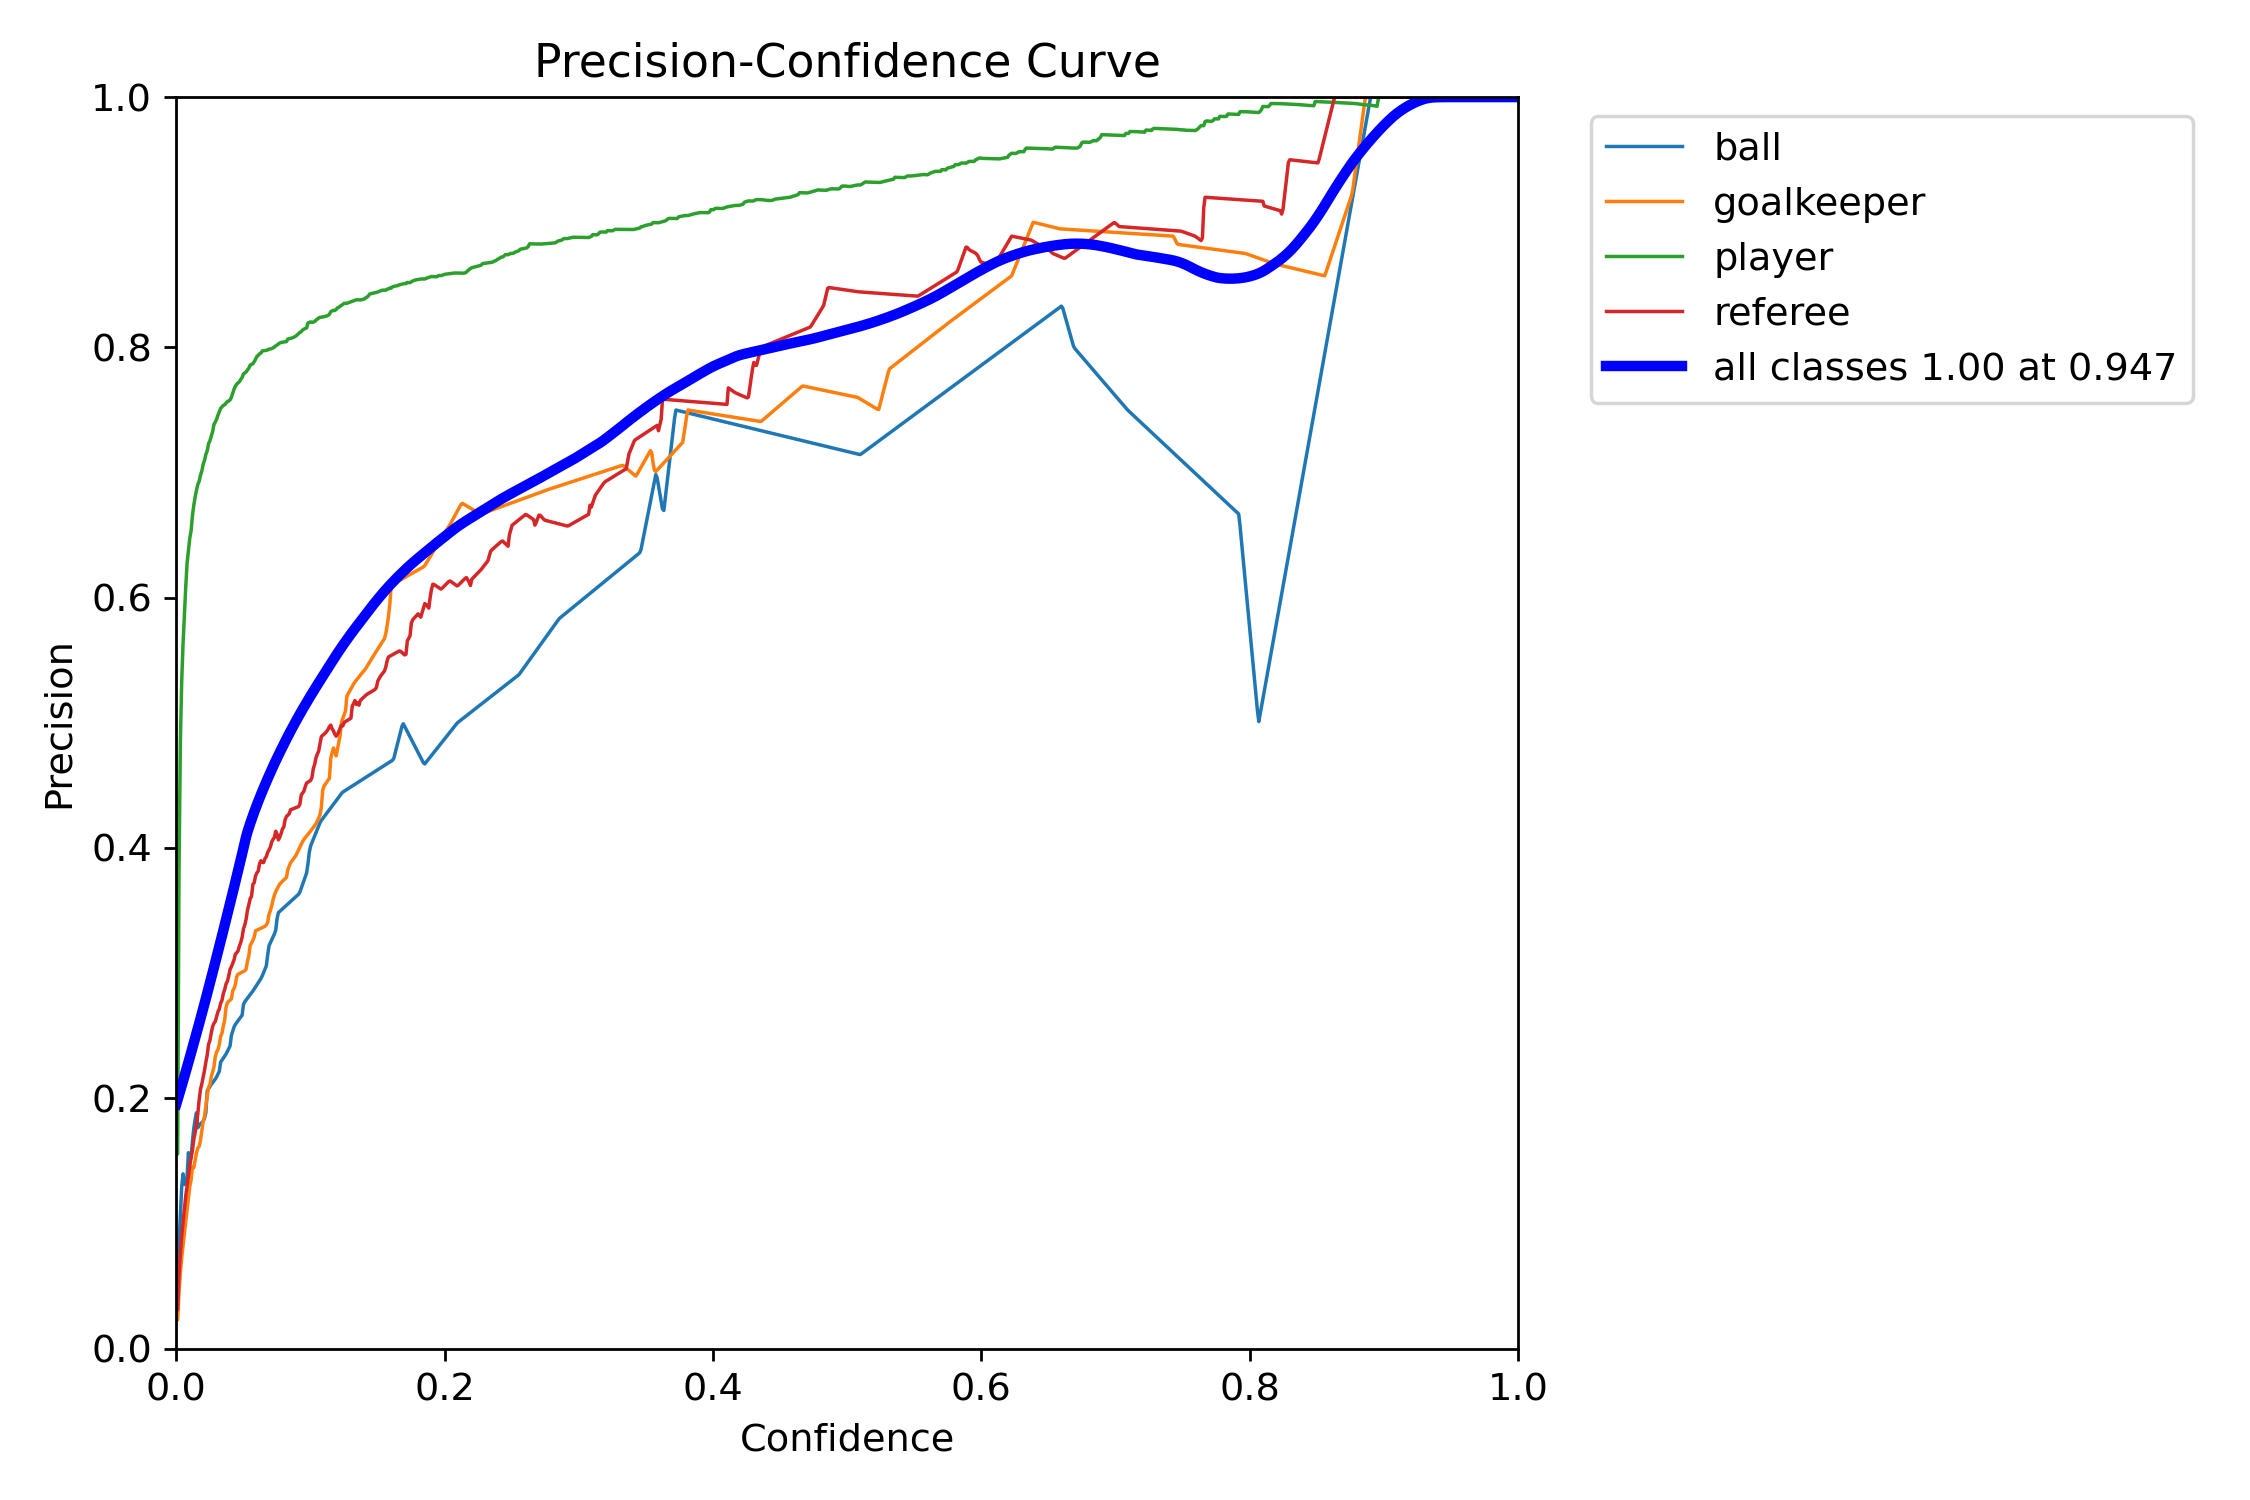 Precision-Confidence Curve
1.0
0.8
0.6
0.4
0.2
0.0
Precision
0.0 0.2 0.4 0.6 0.8 1.0
Confidence
ball
goalkeeper
player
referee
all classes 1.00 at 0.947